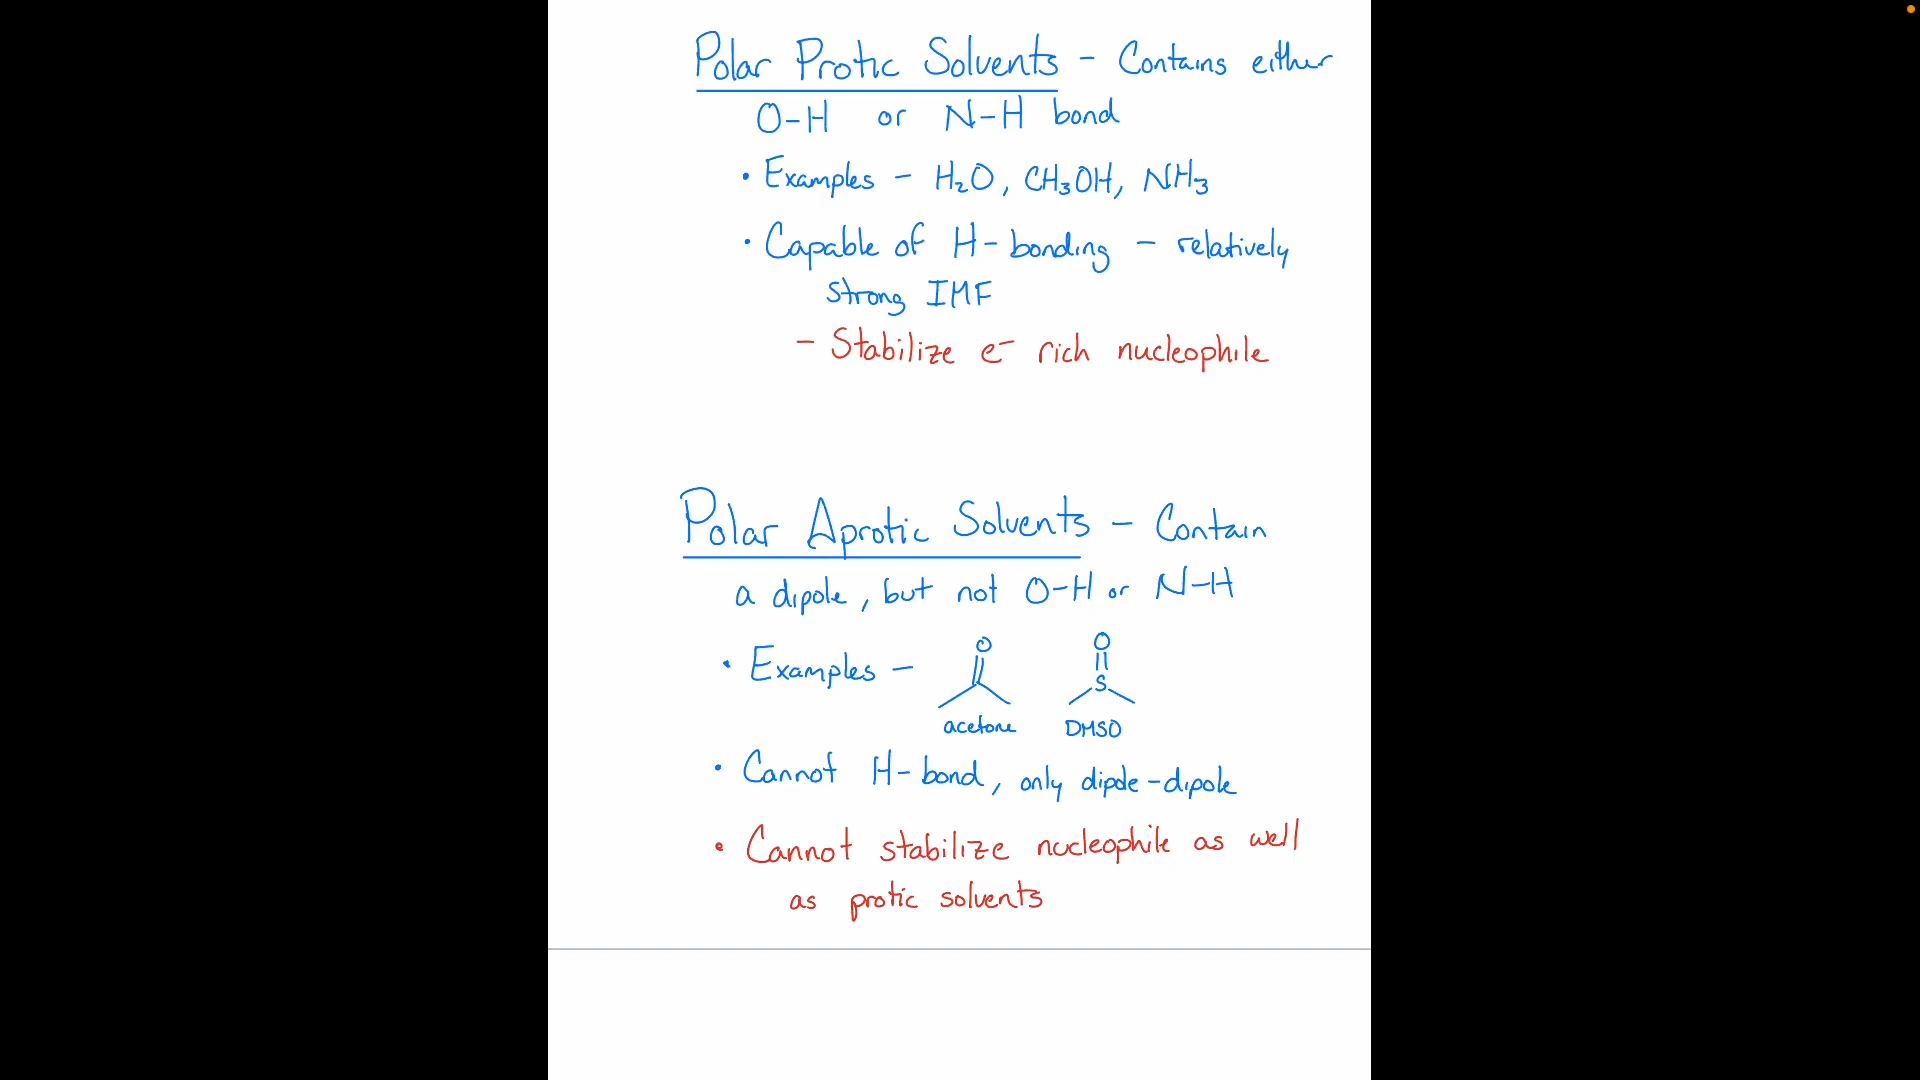 Polar Protic Solvents - Contains either
O-H or N-H bond
• Examples - H₂O, CH₃OH, NH₃
• Capable of H-bonding - relatively
strong IMF
- Stabilize e⁻ rich nucleophile
Polar Aprotic Solvents - Contain
a dipole, but not O-H or N-H
• Examples -
O O
S
acetone DMSO
• Cannot H-bond, only dipole-dipole
• Cannot stabilize nucleophile as well
as protic solvents